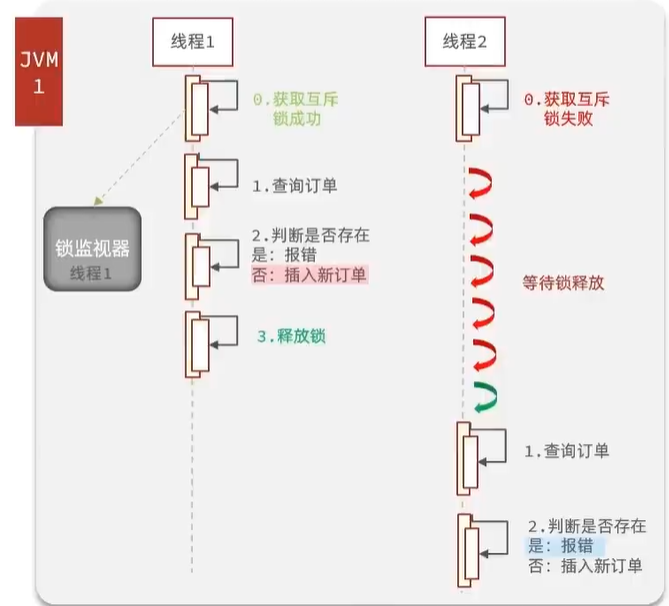 JVM
1
线程1
线程2
0.获取互斥
锁成功
0.获取互斥
锁失败
1.查询订单
锁监视器
线程1
2.判断是否存在
是: 报错
否: 插入新订单
等待锁释放
3.释放锁
1.查询订单
2.判断是否存在
是: 报错
否: 插入新订单